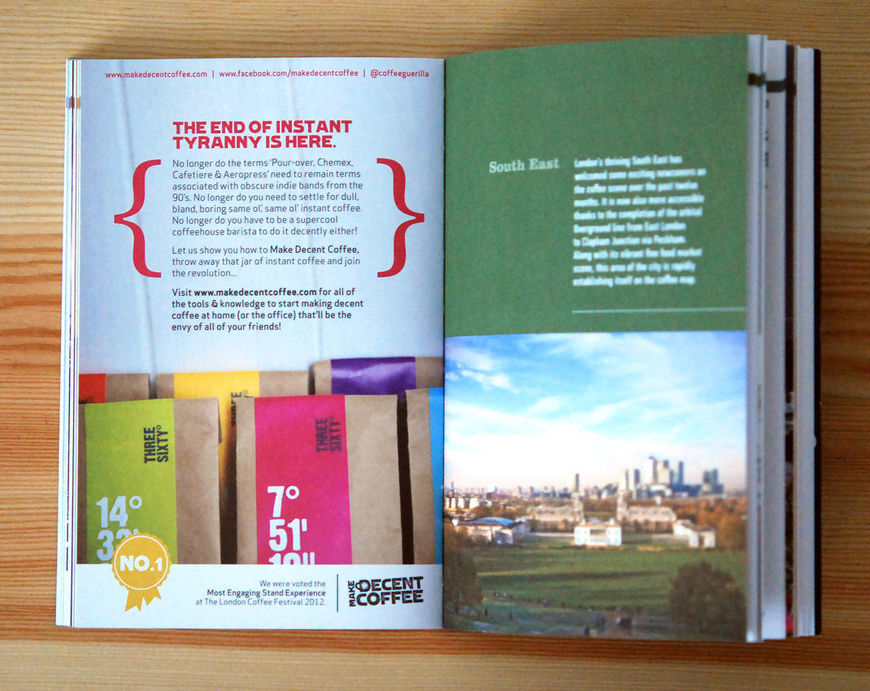 www.makedecentcoffee.com | www.facebook.com/makedecentcoffee | @coffeeguerilla
THE END OF INSTANT
TYRANNY IS HERE.
No longer do the terms 'Pour-over, Chemex,
Cafetiere & Aeropress' need to remain terms
associated with obscure indie bands from the
90's. No longer do you need to settle for dull,
bland, boring same ol', same ol' instant coffee.
No longer do you have to be a supercool
coffeehouse barista to do it decently either!
Let us show you how to Make Decent Coffee,
throw away that jar of instant coffee and join
the revolution...
Visit www.makedecentcoffee.com for all of
the tools & knowledge to start making decent
coffee at home (or the office) that'll be the
envy of all of your friends!
THREE
SIXTY°
THREE
SIXTY°
THREE
14°
7°
51'
NO.1
We were voted the
Most Engaging Stand Experience
at The London Coffee Festival 2012.
MAKE DECENT
COFFEE
South East
London's thriving South East has
welcomed some exciting newcomers on
the coffee scene over the past twelve
months. It is now also more accessible
thanks to the completion of the orbital
Overground line from East London
to Clapham Junction via Peckham.
Along with its vibrant fine food market
scene, this area of the city is rapidly
establishing itself on the coffee map.